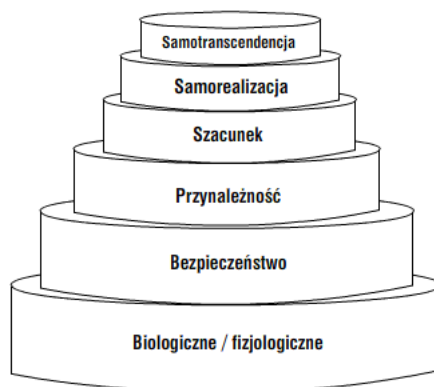 Samotranscendencja
Samorealizacja
Szacunek
Przynależność
Bezpieczeństwo
Biologiczne / fizjologiczne